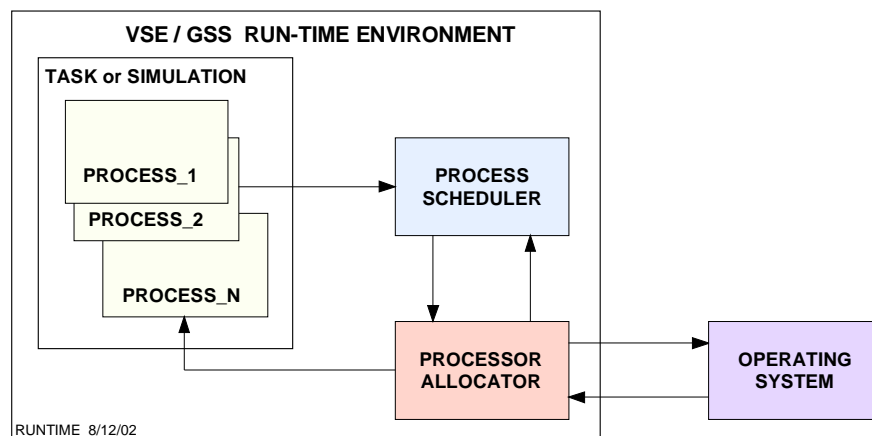 VSE / GSS RUN-TIME ENVIRONMENT
TASK or SIMULATION
PROCESS_1
PROCESS_2
PROCESS_N
PROCESS
SCHEDULER
PROCESSOR
ALLOCATOR
OPERATING
SYSTEM
RUNTIME 8/12/02